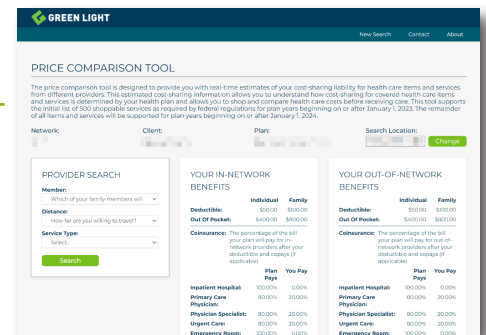 GREEN LIGHT
New Search Contact About
PRICE COMPARISON TOOL
The price comparison tool is designed to provide you with real-time estimates of your cost-sharing liability for health care items and services
from different providers. This estimated cost-sharing information allows you to understand how cost-sharing for covered health care items
and services is determined by your health plan and allows you to shop and compare health care costs before receiving care. This tool supports
the initial list of 500 shoppable services as required by federal regulations for plan years beginning on or after January 1, 2023. The remainder
of all items and services will be supported for plan years beginning on or after January 1, 2024.
Network: Client: Plan: Search Location:
Change
PROVIDER SEARCH
Member:
Which of your family members will
Distance:
How far are you willing to travel?
Service Type:
Select...
Search
YOUR IN-NETWORK
BENEFITS
Individual Family
Deductible: $50.00 $100.00
Out Of Pocket: $400.00 $800.00
Coinsurance: The percentage of the bill
your plan will pay for in-
network providers after your
deductible and copays (if
applicable)
Plan
Pays
You Pay
Inpatient Hospital: 100.00% 0.00%
Primary Care
Physician:
80.00% 20.00%
Physician Specialist: 80.00% 20.00%
Urgent Care: 80.00% 20.00%
Emergency Room: 100.00% 0.00%
YOUR OUT-OF-NETWORK
BENEFITS
Individual Family
Deductible: $50.00 $100.00
Out Of Pocket: $400.00 $800.00
Coinsurance: The percentage of the bill
your plan will pay for out-of-
network providers after your
deductible and copays (if
applicable)
Plan
Pays
You Pay
Inpatient Hospital: 100.00% 0.00%
Primary Care
Physician:
80.00% 20.00%
Physician Specialist: 80.00% 20.00%
Urgent Care: 80.00% 20.00%
Emergency Room: 100.00% 0.00%